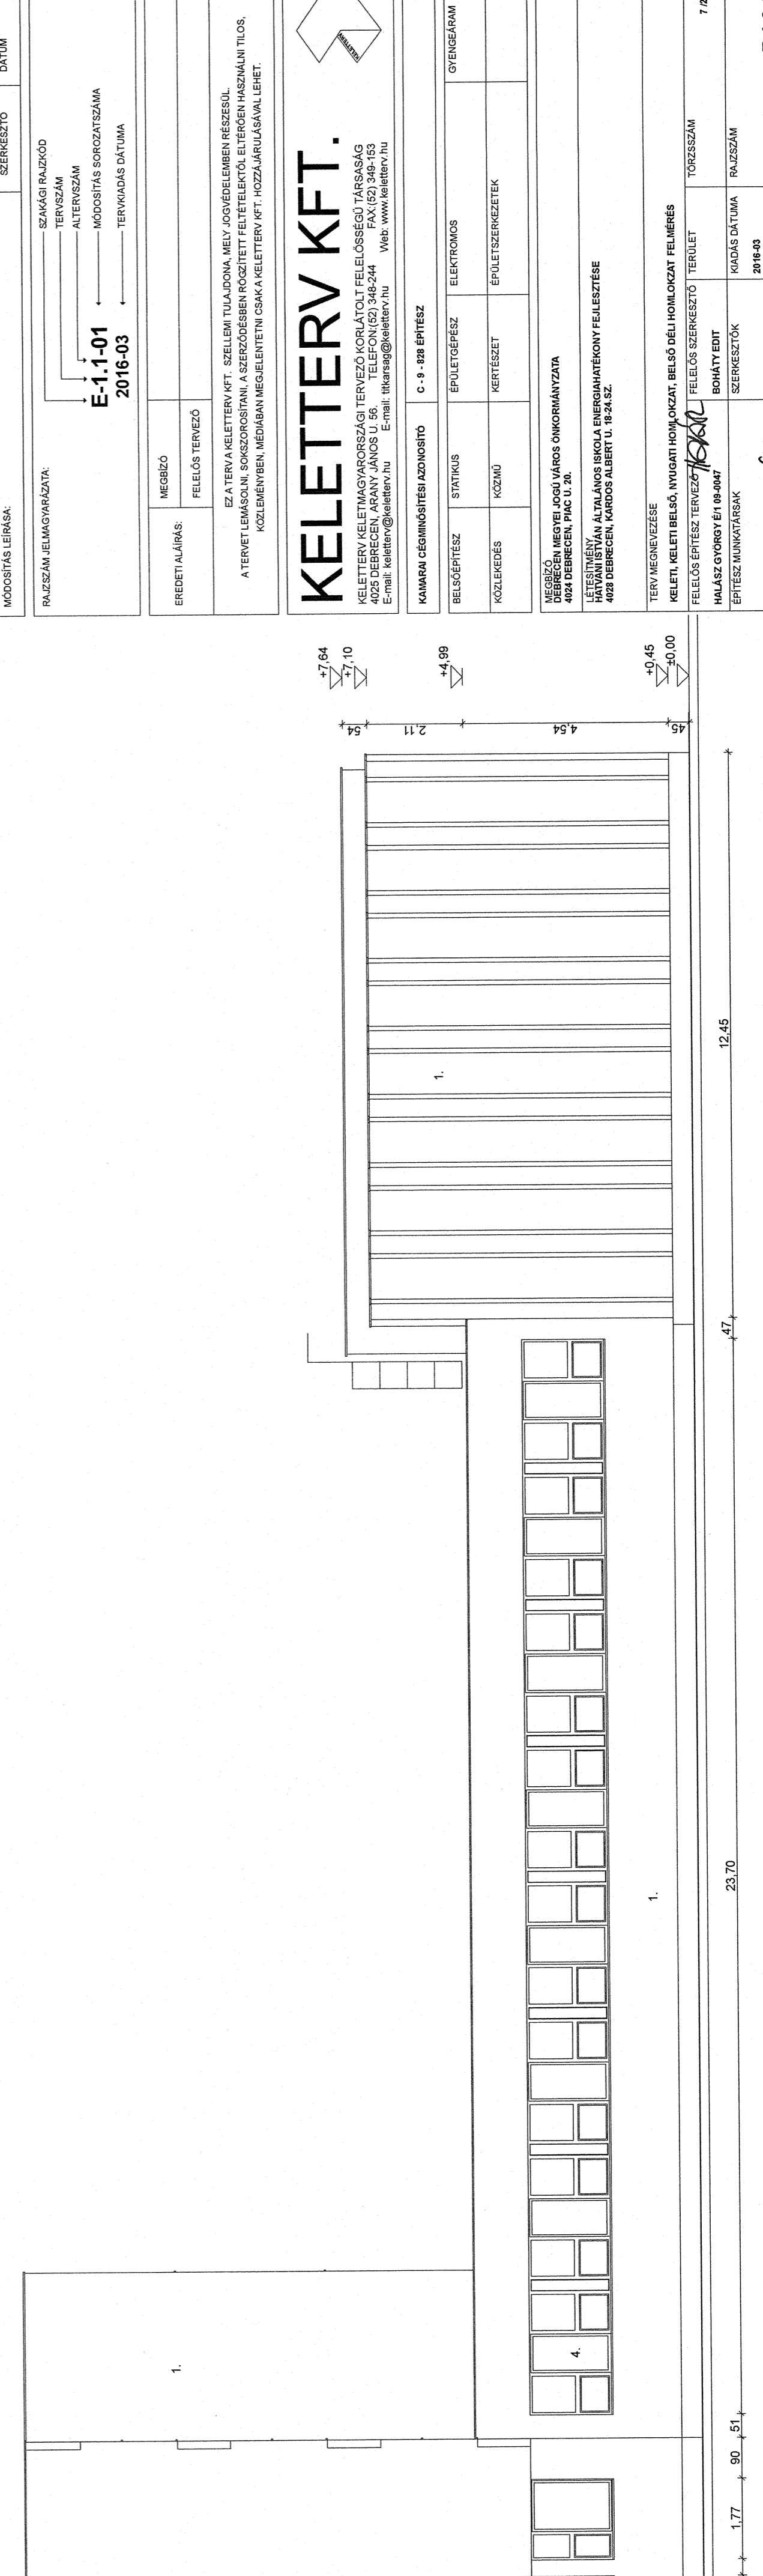 MÓDOSÍTÁS LEÍRÁSA:
SZERKESZTŐ
DÁTUM
RAJZSZÁM JELMAGYARÁZATA:
SZAKÁGI RAJZKÓD
TERVSZÁM
ALTERVSZÁM
E-1.1-01
MÓDOSÍTÁS SOROZATSZÁMA
2016-03
TERVKIADÁS DÁTUMA
EREDETI ALÁÍRÁS:
MEGBÍZÓ
FELELŐS TERVEZŐ
EZ A TERV A KELETTERV KFT. SZELLEMI TULAJDONA, MELY JOGVÉDELEMBEN RÉSZESÜL.
A TERVET LEMÁSOLNI, SOKSZOROSÍTANI, A SZERZŐDÉSBEN RÖGZÍTETT FELTÉTELEKTŐL ELTÉRŐEN HASZNÁLNI TILOS,
KÖZLEMÉNYBEN, MÉDIÁBAN MEGJELENTETNI CSAK A KELETTERV KFT. HOZZÁJÁRULÁSÁVAL LEHET.
KELETTERV
KELETTERV KFT.
KELETTERV KELETMAGYARORSZÁGI TERVEZŐ KORLÁTOLT FELELŐSSÉGŰ TÁRSASÁG
4025 DEBRECEN, ARANY JÁNOS U. 56. TELEFON:(52) 348-244 FAX:(52) 349-153
E-mail: keletterv@keletterv.hu E-mail: titkarsag@keletterv.hu Web: www.keletterv.hu
KAMARAI CÉGMINŐSÍTÉSI AZONOSÍTÓ C - 9 - 828 ÉPÍTÉSZ
BELSŐÉPÍTÉSZ STATIKUS ÉPÜLETGÉPÉSZ ELEKTROMOS GYENGEÁRAM
KÖZLEKEDÉS KÖZMŰ KERTÉSZET ÉPÜLETSZERKEZETEK
MEGBÍZÓ
DEBRECEN MEGYEI JOGÚ VÁROS ÖNKORMÁNYZATA
4024 DEBRECEN, PIAC U. 20.
LÉTESÍTMÉNY
HATVANI ISTVÁN ÁLTALÁNOS ISKOLA ENERGIAHATÉKONY FEJLESZTÉSE
4028 DEBRECEN, KARDOS ALBERT U. 18-24.SZ.
TERV MEGNEVEZÉSE
KELETI, KELETI BELSŐ, NYUGATI HOMLOKZAT, BELSŐ DÉLI HOMLOKZAT FELMÉRÉS
FELELŐS ÉPÍTÉSZ TERVEZŐ FELELŐS SZERKESZTŐ TERÜLET TÖRZSSZÁM
HALÁSZ GYÖRGY É/1 09-0047 BOHÁTY EDIT
ÉPÍTÉSZ MUNKATÁRSAK SZERKESZTŐK KIADÁS DÁTUMA RAJZSZÁM
2016-03
+7,64
+7,10
+4,99
+0,45
±0,00
54
2,11
4,54
45
1.
1.
1.
4.
1,77
90
51
23,70
47
12,45